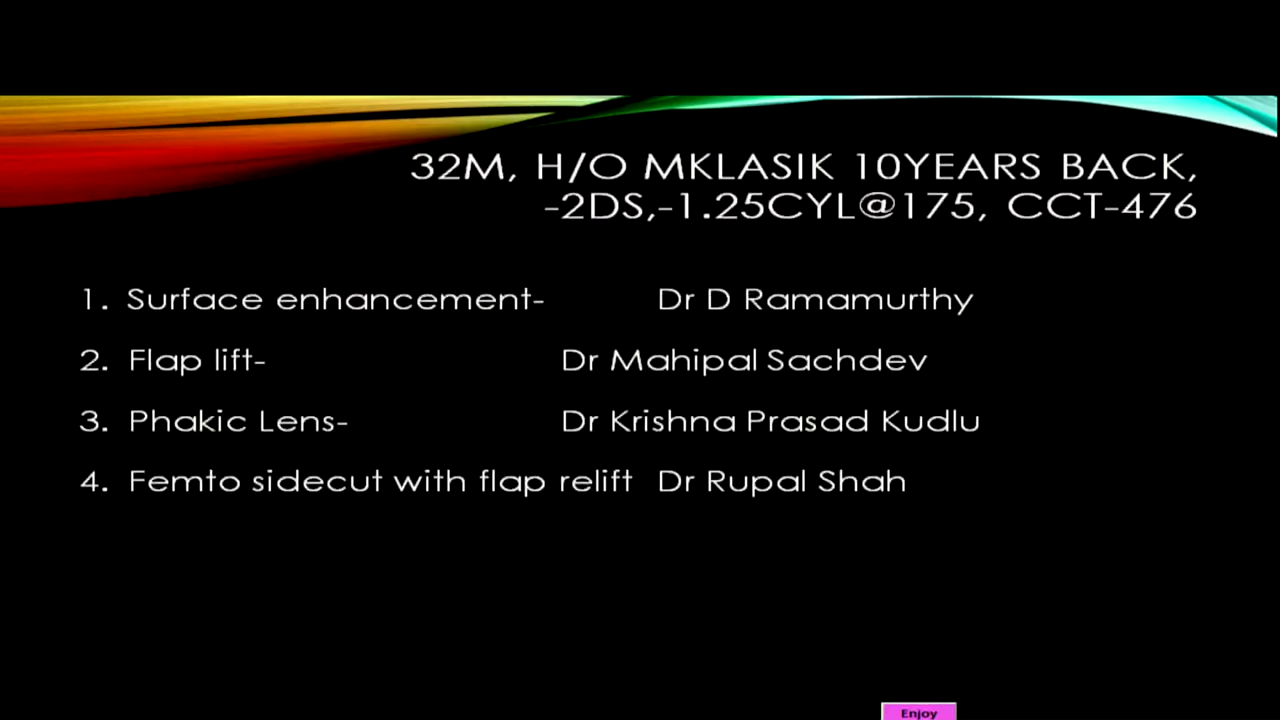 32M, H/O MKLASIK 10YEARS BACK,
-2DS,-1.25CYL@175, CCT-476
1. Surface enhancement- Dr D Ramamurthy
2. Flap lift- Dr Mahipal Sachdev
3. Phakic Lens- Dr Krishna Prasad Kudlu
4. Femto sidecut with flap relift Dr Rupal Shah
Enjoy